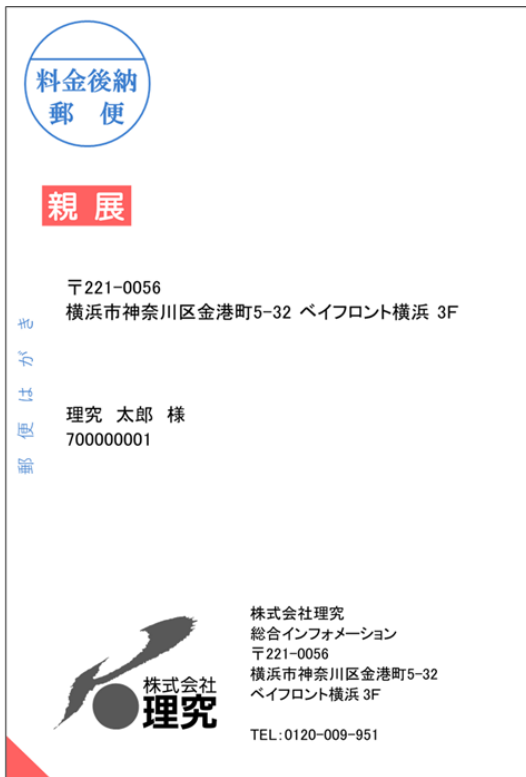 料金後納
郵 便
親 展
〒221-0056
横浜市神奈川区金港町5-32 ベイフロント横浜 3F
郵便はがき
理究 太郎 様
700000001
株式会社
理究
株式会社理究
総合インフォメーション
〒221-0056
横浜市神奈川区金港町5-32
ベイフロント横浜 3F
TEL:0120-009-951